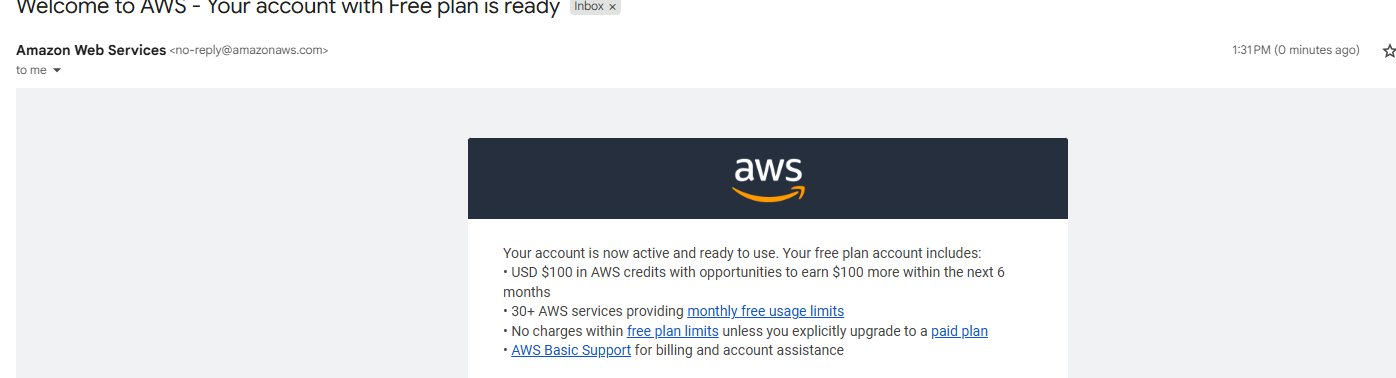 Welcome to AWS - Your account with Free plan is ready Inbox ×
Amazon Web Services <no-reply@amazonaws.com> 1:31 PM (0 minutes ago)
to me
aws
Your account is now active and ready to use. Your free plan account includes:
• USD $100 in AWS credits with opportunities to earn $100 more within the next 6
months
• 30+ AWS services providing monthly free usage limits
• No charges within free plan limits unless you explicitly upgrade to a paid plan
• AWS Basic Support for billing and account assistance